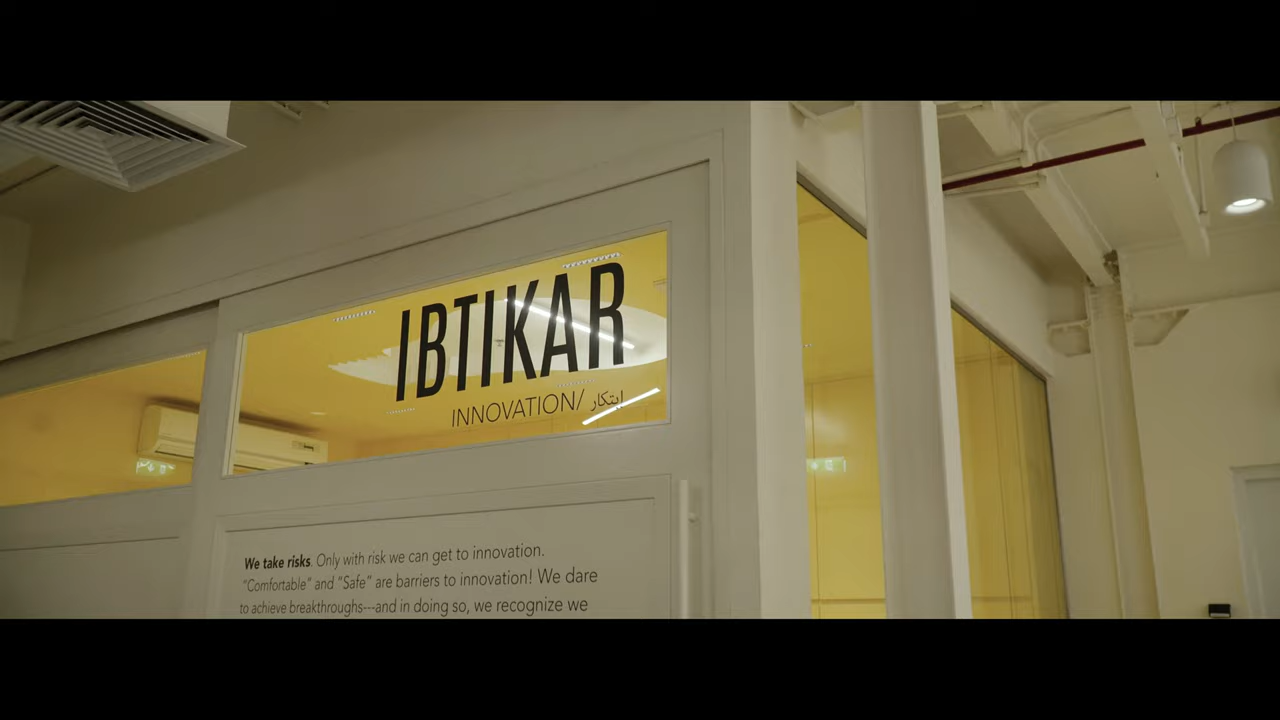 IBTIKAR
INNOVATION/ ابتكار
We take risks. Only with risk we can get to innovation.
“Comfortable” and “Safe” are barriers to innovation! We dare
to achieve breakthroughs---and in doing so, we recognize we